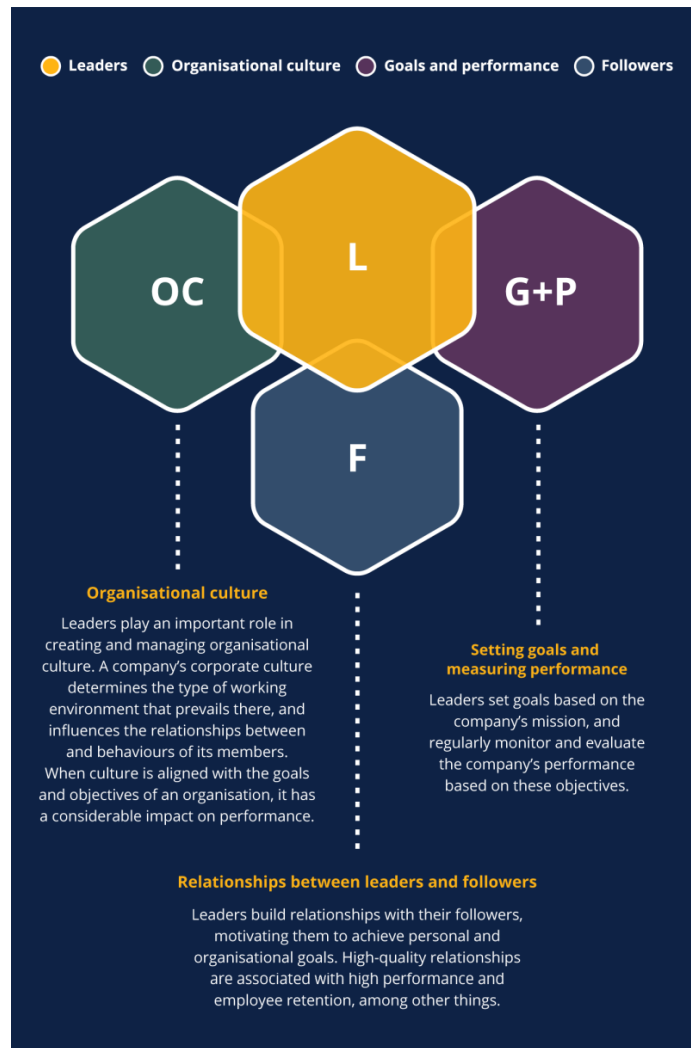 Leaders
Organisational culture
Goals and performance
Followers
L
OC
G+P
F
Organisational culture
Leaders play an important role in
creating and managing organisational
culture. A company’s corporate culture
determines the type of working
environment that prevails there, and
influences the relationships between
and behaviours of its members.
When culture is aligned with the goals
and objectives of an organisation, it has
a considerable impact on performance.
Setting goals and
measuring performance
Leaders set goals based on the
company’s mission, and
regularly monitor and evaluate
the company’s performance
based on these objectives.
Relationships between leaders and followers
Leaders build relationships with their followers,
motivating them to achieve personal and
organisational goals. High-quality relationships
are associated with high performance and
employee retention, among other things.